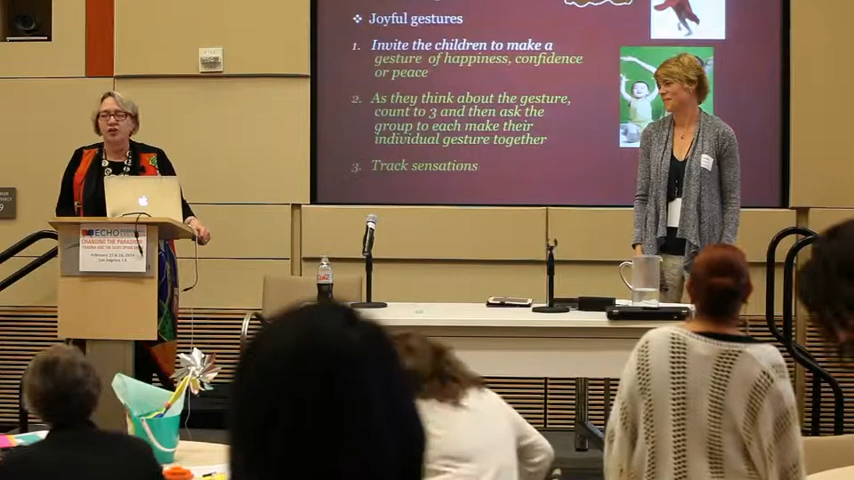 ❖ Joyful gestures
1. Invite the children to make a
gesture of happiness, confidence
or peace
2. As they think about the gesture,
count to 3 and then ask the
group to each make their
individual gesture together
3. Track sensations
ECHO
CHANGING THE PARADIGM